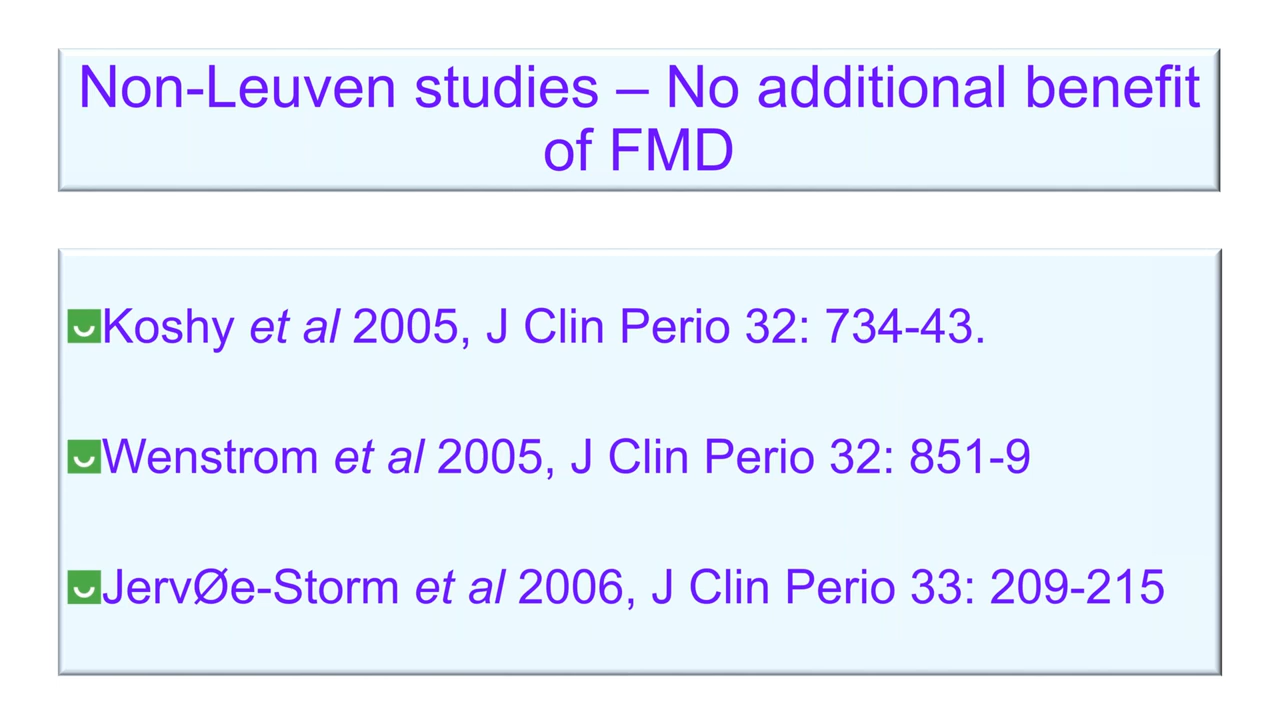 Non-Leuven studies – No additional benefit
of FMD
Koshy et al 2005, J Clin Perio 32: 734-43.
Wenstrom et al 2005, J Clin Perio 32: 851-9
JervØe-Storm et al 2006, J Clin Perio 33: 209-215